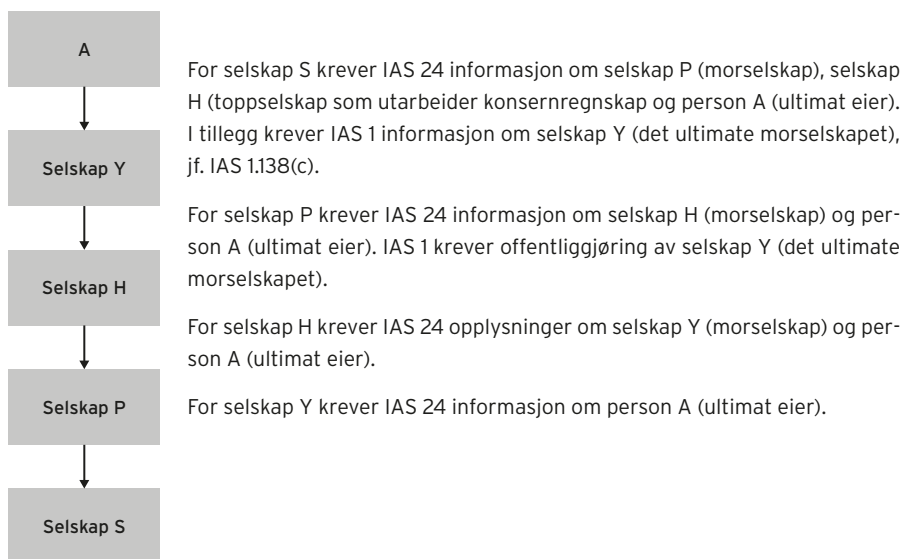 A
Selskap Y
Selskap H
Selskap P
Selskap S
For selskap S krever IAS 24 informasjon om selskap P (morselskap), selskap
H (toppselskap som utarbeider konsernregnskap og person A (ultimat eier).
I tillegg krever IAS 1 informasjon om selskap Y (det ultimate morselskapet),
jf. IAS 1.138(c).
For selskap P krever IAS 24 informasjon om selskap H (morselskap) og per-
son A (ultimat eier). IAS 1 krever offentliggjøring av selskap Y (det ultimate
morselskapet).
For selskap H krever IAS 24 opplysninger om selskap Y (morselskap) og per-
son A (ultimat eier).
For selskap Y krever IAS 24 informasjon om person A (ultimat eier).